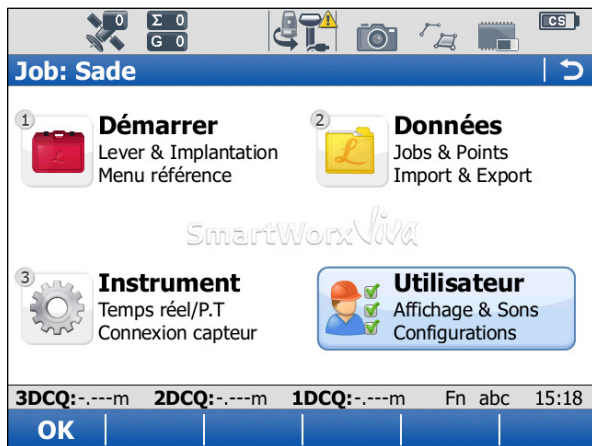 0
Σ 0
G 0
CS
Job: Sade
1
Démarrer
Lever & Implantation
Menu référence
2
Données
Jobs & Points
Import & Export
SmartWorx Viva
3
Instrument
Temps réel/P.T
Connexion capteur
Utilisateur
Affichage & Sons
Configurations
3DCQ:-.---m 2DCQ:-.---m 1DCQ:-.---m Fn abc 15:18
OK